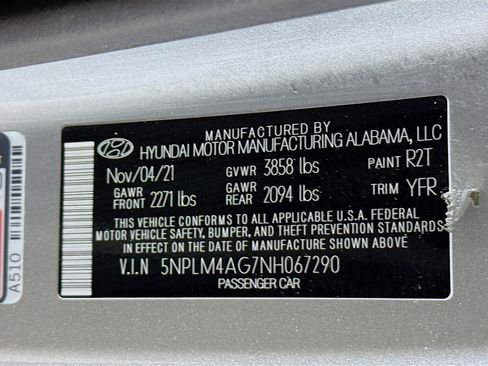 MANUFACTURED BY
HYUNDAI MOTOR MANUFACTURING ALABAMA, LLC
Nov/04/21 GVWR 3858 lbs PAINT R2T
GAWR FRONT 2271 lbs GAWR REAR 2094 lbs TRIM YFR
THIS VEHICLE CONFORMS TO ALL APPLICABLE U.S.A. FEDERAL
MOTOR VEHICLE SAFETY, BUMPER, AND THEFT PREVENTION STANDARDS
IN EFFECT ON THE DATE OF MANUFACTURE SHOWN ABOVE
V.I.N 5NPLM4AG7NH067290
PASSENGER CAR
A510